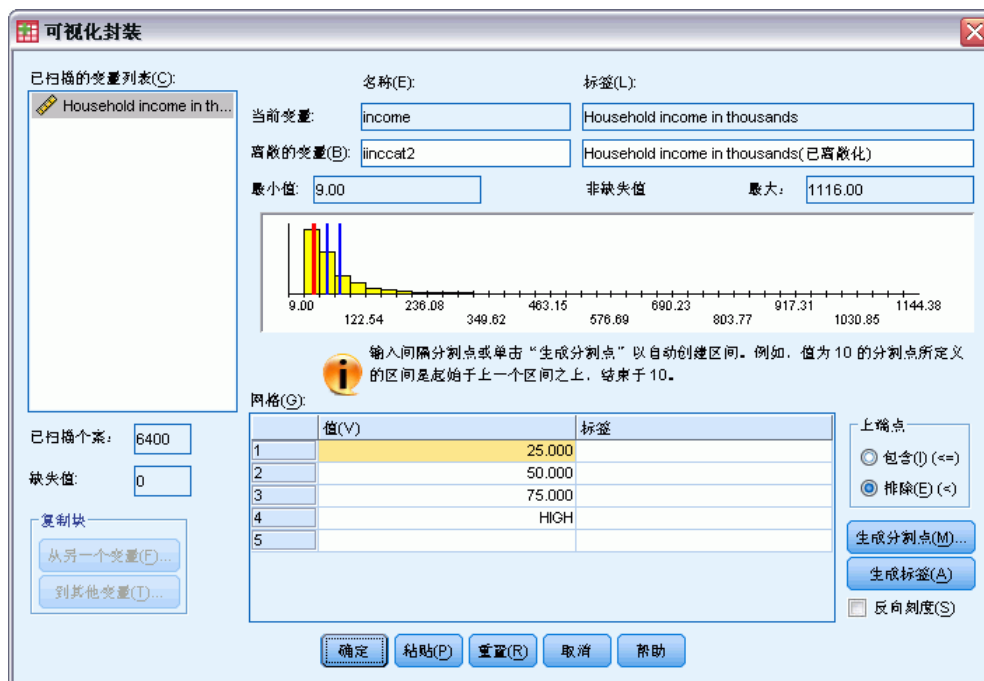 可视化封装
已扫描的变量列表(C):
Household income in th...
名称(E):
标签(L):
当前变量:
income
Household income in thousands
离散的变量(B):
iinccat2
Household income in thousands(已离散化)
最小值:
9.00
非缺失值
最大:
1116.00
9.00
236.08
463.15
690.23
917.31
1144.38
122.54
349.62
576.69
803.77
1030.85
输入间隔分割点或单击“生成分割点”以自动创建区间。例如，值为 10 的分割点所定义
的区间是起始于上一个区间之上，结束于 10。
网格(G):
值(V)
标签
1
25.000
2
50.000
3
75.000
4
HIGH
5
已扫描个案:
6400
缺失值:
0
复制块
从另一个变量(F)...
到其他变量(T)...
上端点
包含(I) (<=)
排除(E) (<)
生成分割点(M)...
生成标签(A)
反向刻度(S)
确定
粘贴(P)
重置(R)
取消
帮助